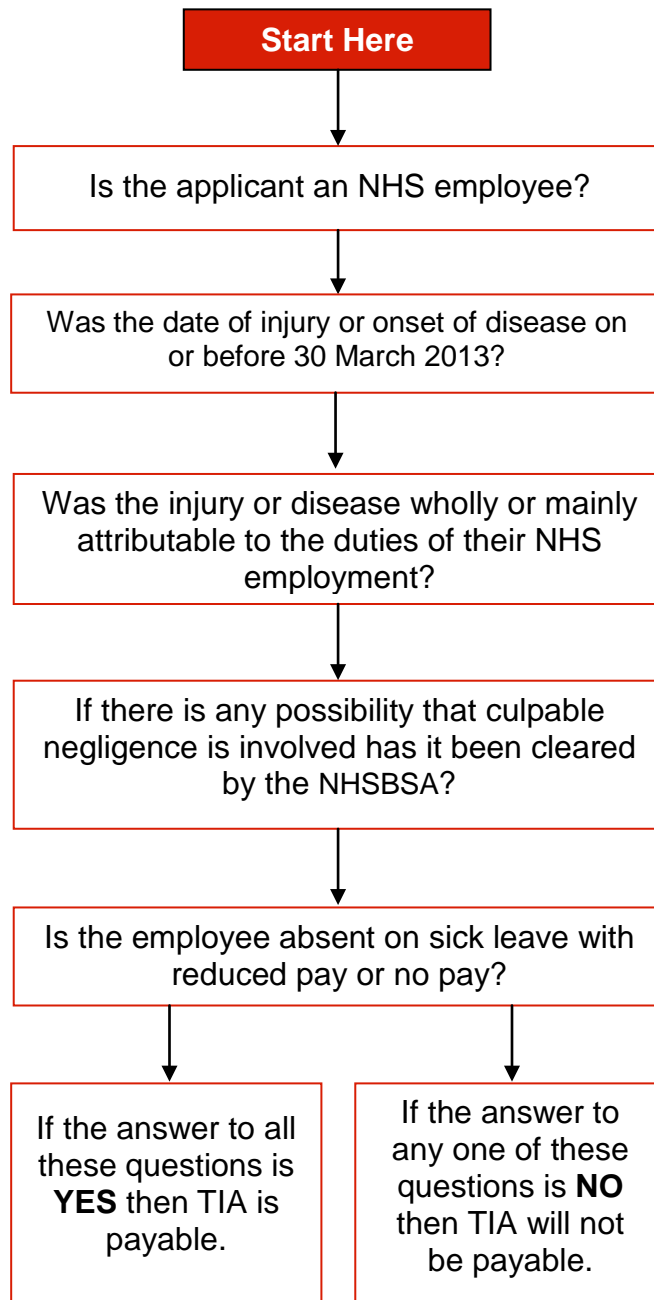 Start Here
Is the applicant an NHS employee?
Was the date of injury or onset of disease on
or before 30 March 2013?
Was the injury or disease wholly or mainly
attributable to the duties of their NHS
employment?
If there is any possibility that culpable
negligence is involved has it been cleared
by the NHSBSA?
Is the employee absent on sick leave with
reduced pay or no pay?
If the answer to all
these questions is
YES then TIA is
payable.
If the answer to
any one of these
questions is NO
then TIA will not
be payable.